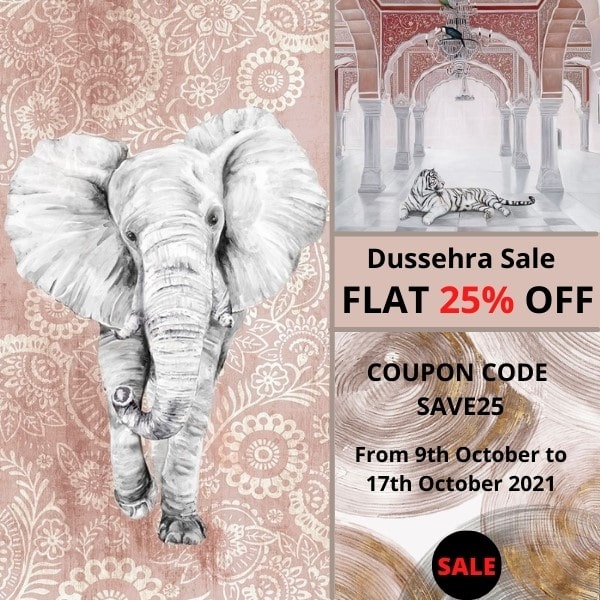 Dussehra Sale
FLAT 25% OFF
COUPON CODE
SAVE25
From 9th October to
17th October 2021
SALE